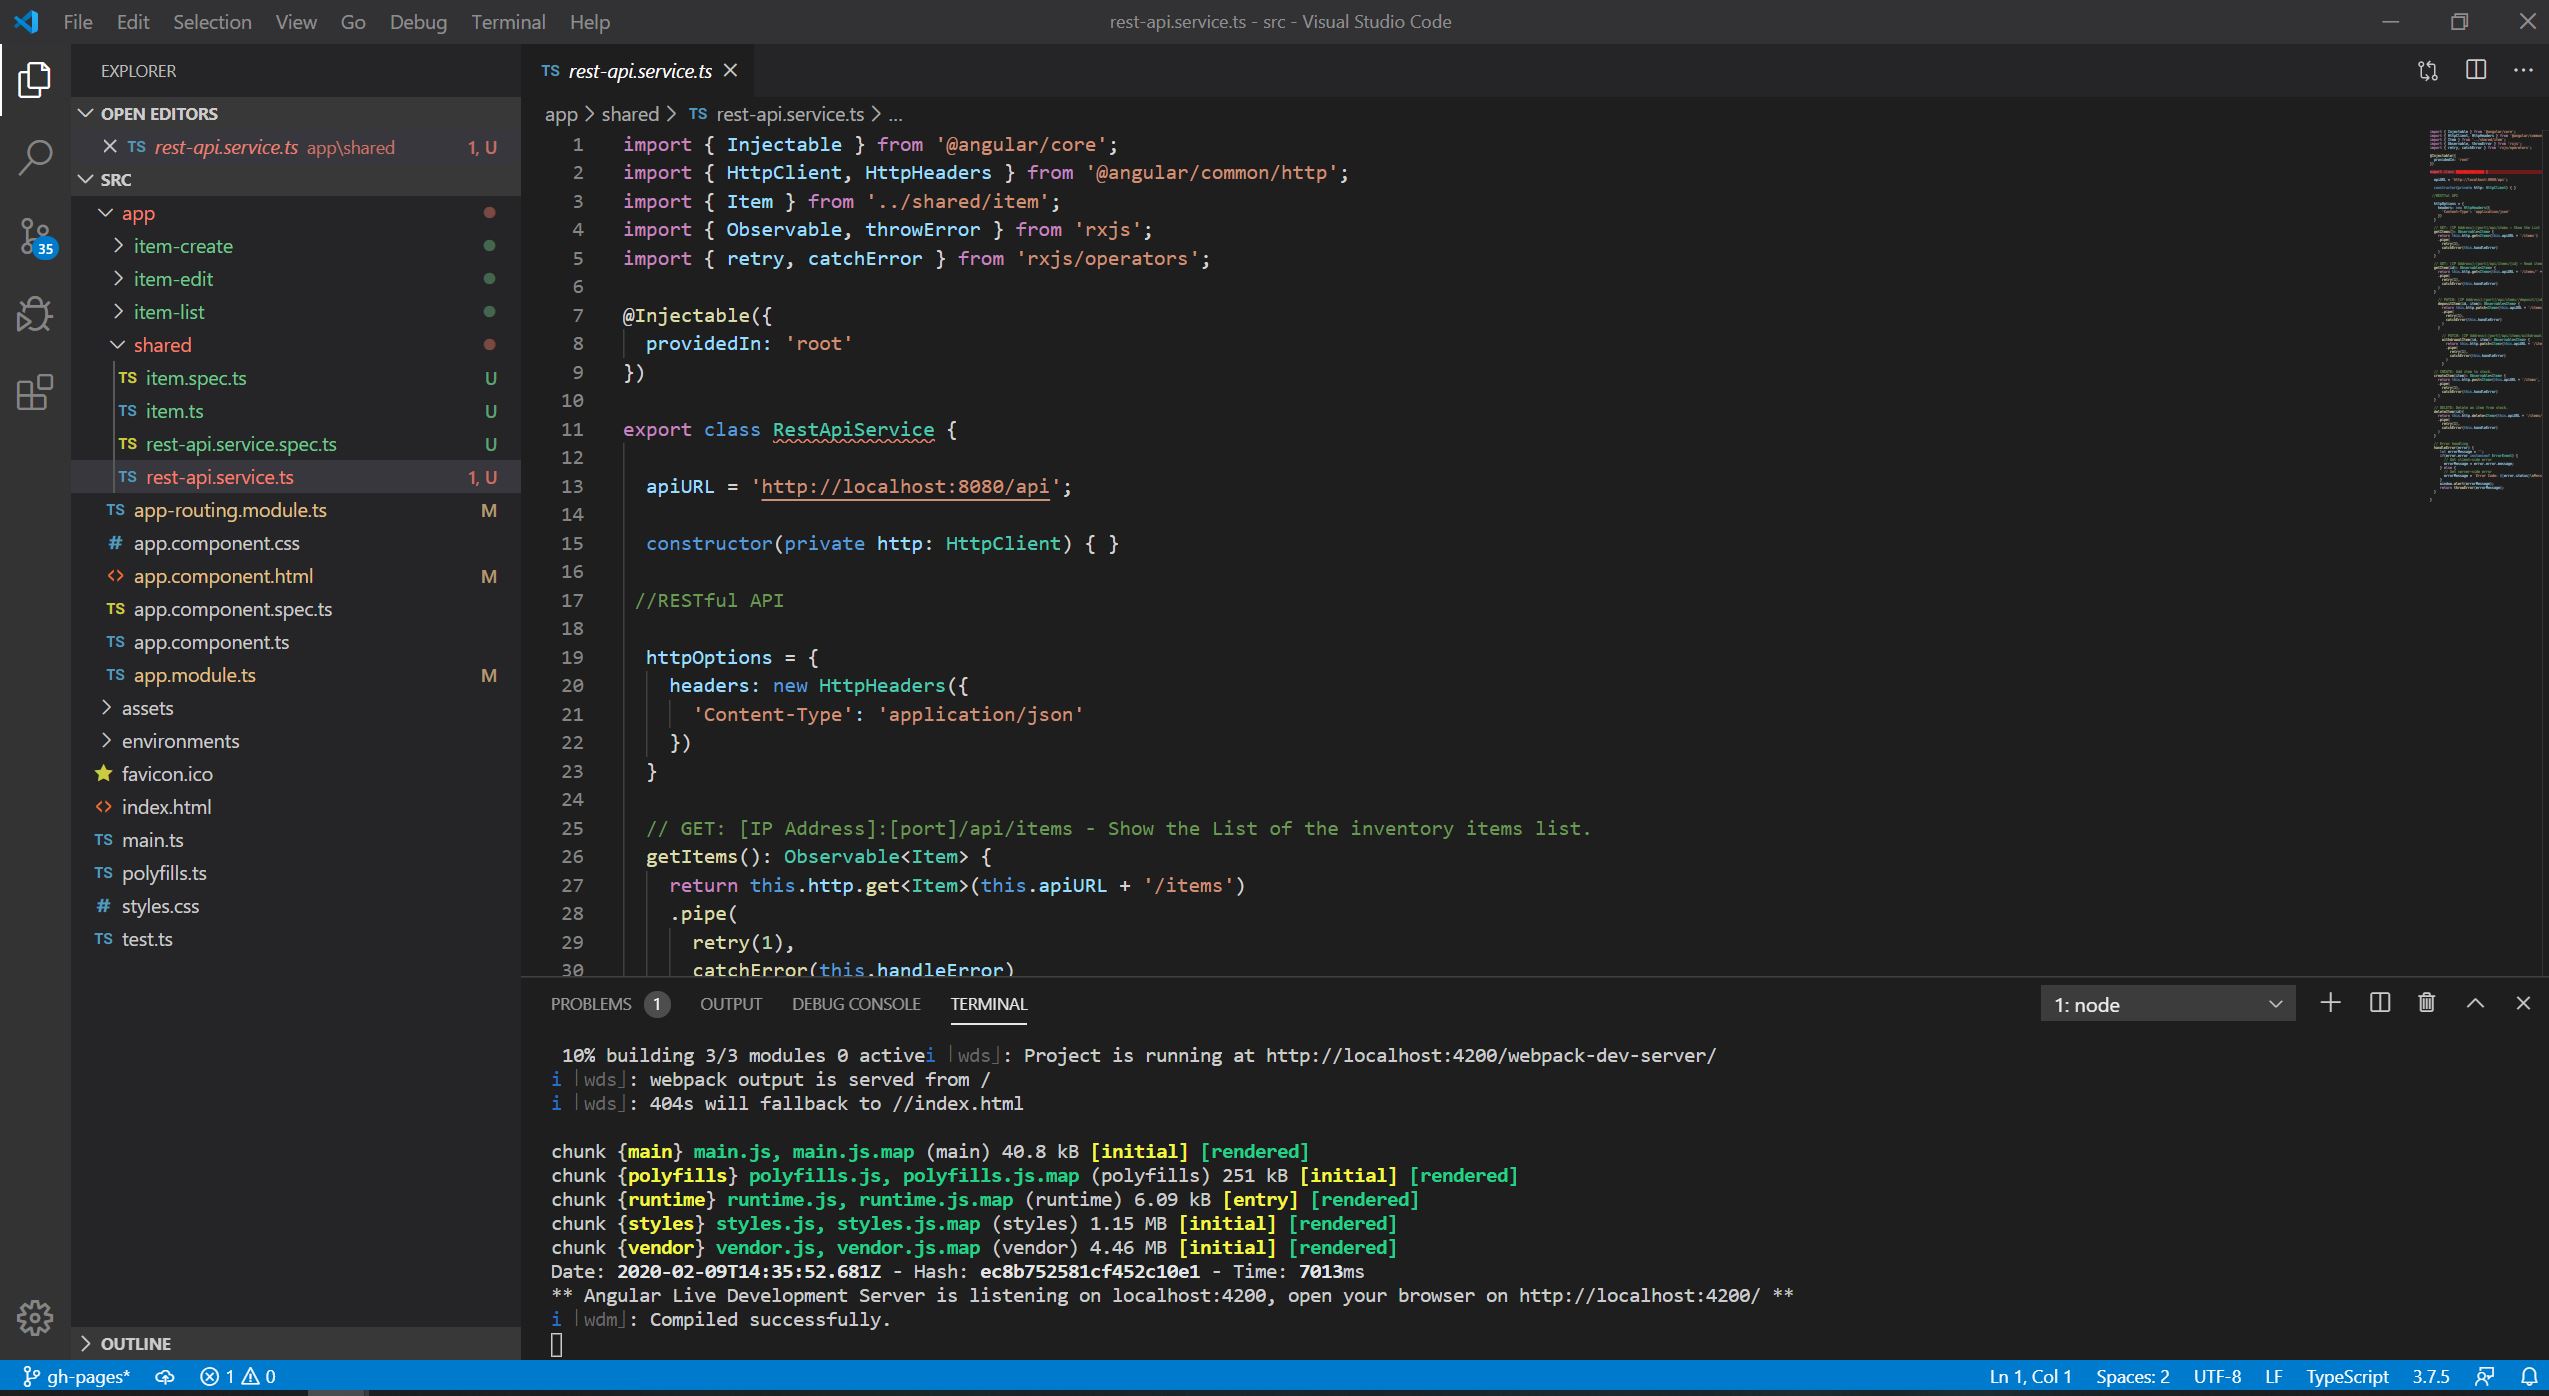 File Edit Selection View Go Debug Terminal Help
rest-api.service.ts - src - Visual Studio Code
EXPLORER
OPEN EDITORS
TS rest-api.service.ts app\shared 1, U
SRC
app
item-create
item-edit
item-list
shared
TS item.spec.ts U
TS item.ts U
TS rest-api.service.spec.ts U
TS rest-api.service.ts 1, U
TS app-routing.module.ts M
# app.component.css
<> app.component.html M
TS app.component.spec.ts
TS app.component.ts
TS app.module.ts M
assets
environments
favicon.ico
<> index.html
TS main.ts
TS polyfills.ts
# styles.css
TS test.ts
OUTLINE
35
TS rest-api.service.ts
app > shared > TS rest-api.service.ts > ...
1 import { Injectable } from '@angular/core';
2 import { HttpClient, HttpHeaders } from '@angular/common/http';
3 import { Item } from '../shared/item';
4 import { Observable, throwError } from 'rxjs';
5 import { retry, catchError } from 'rxjs/operators';
6
7 @Injectable({
8 providedIn: 'root'
9 })
10
11 export class RestApiService {
12
13 apiURL = 'http://localhost:8080/api';
14
15 constructor(private http: HttpClient) { }
16
17 //RESTful API
18
19 httpOptions = {
20 headers: new HttpHeaders({
21 'Content-Type': 'application/json'
22 })
23 }
24
25 // GET: [IP Address]:[port]/api/items - Show the List of the inventory items list.
26 getItems(): Observable<Item> {
27 return this.http.get<Item>(this.apiURL + '/items')
28 .pipe(
29 retry(1),
30 catchError(this.handleError)
PROBLEMS 1 OUTPUT DEBUG CONSOLE TERMINAL
1: node
10% building 3/3 modules 0 activei ｢wds｣: Project is running at http://localhost:4200/webpack-dev-server/
i ｢wds｣: webpack output is served from /
i ｢wds｣: 404s will fallback to //index.html
chunk {main} main.js, main.js.map (main) 40.8 kB [initial] [rendered]
chunk {polyfills} polyfills.js, polyfills.js.map (polyfills) 251 kB [initial] [rendered]
chunk {runtime} runtime.js, runtime.js.map (runtime) 6.09 kB [entry] [rendered]
chunk {styles} styles.js, styles.js.map (styles) 1.15 MB [initial] [rendered]
chunk {vendor} vendor.js, vendor.js.map (vendor) 4.46 MB [initial] [rendered]
Date: 2020-02-09T14:35:52.681Z - Hash: ec8b752581cf452c10e1 - Time: 7013ms
** Angular Live Development Server is listening on localhost:4200, open your browser on http://localhost:4200/ **
i ｢wdm｣: Compiled successfully.
gh-pages* 1 0
Ln 1, Col 1 Spaces: 2 UTF-8 LF TypeScript 3.7.5